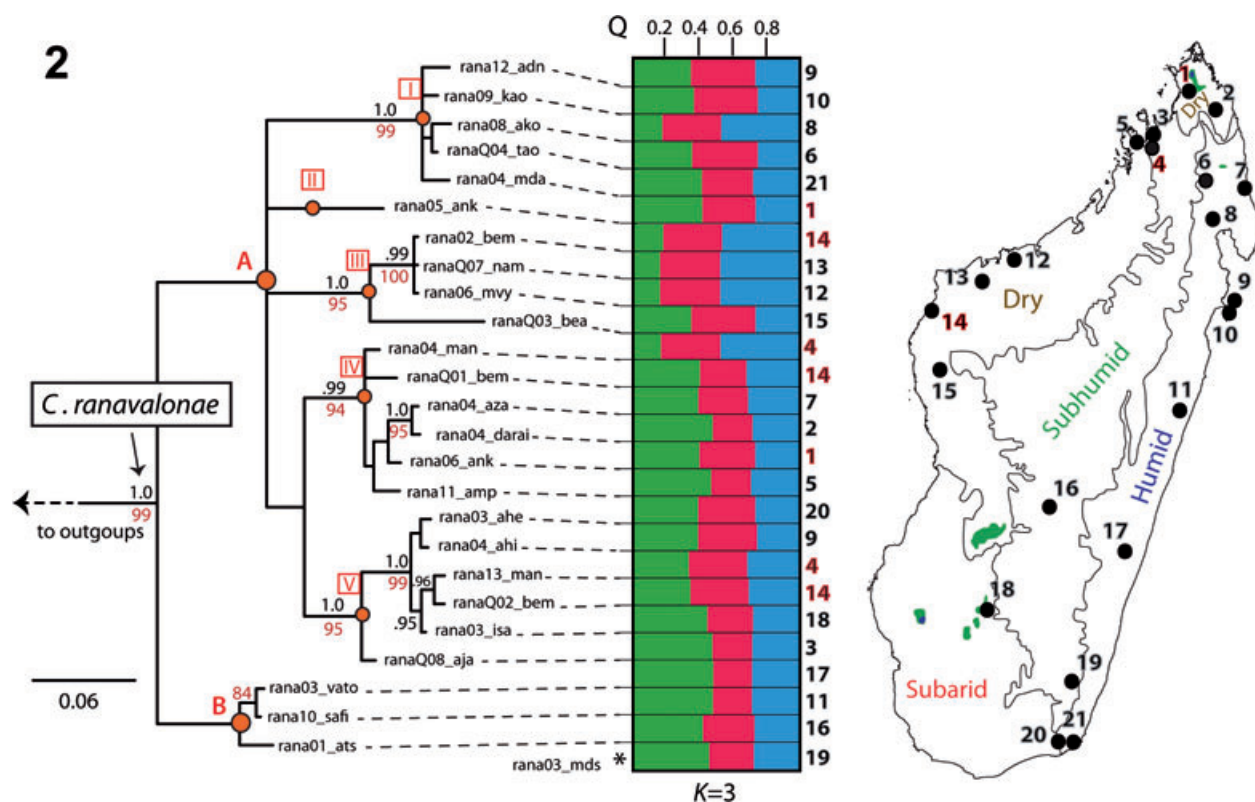 2
Q
0.2 0.4 0.6 0.8
rana12_adn
rana09_kao
rana08_ako
ranaQ04_tao
rana04_mda
rana05_ank
rana02_bem
ranaQ07_nam
rana06_mvy
ranaQ03_bea
rana04_man
ranaQ01_bem
rana04_aza
rana04_darai
rana06_ank
rana11_amp
rana03_ahe
rana04_ahi
rana13_man
ranaQ02_bem
rana03_isa
ranaQ08_aja
rana03_vato
rana10_safi
rana01_ats
rana03_mds *
I
1.0
99
II
A
III
.99
100
1.0
95
IV
.99
94
1.0
95
V
1.0
99
.96
.95
1.0
95
C. ranavalonae
1.0
99
to outgoups
0.06
B
84
9
10
8
6
21
1
14
13
12
15
4
14
7
2
1
5
20
9
4
14
18
3
17
11
16
19
K=3
1
2
Dry
3
5
4
6
7
8
12
13
Dry
14
9
10
15
11
Subhumid
Humid
16
17
18
Subarid
19
20
21